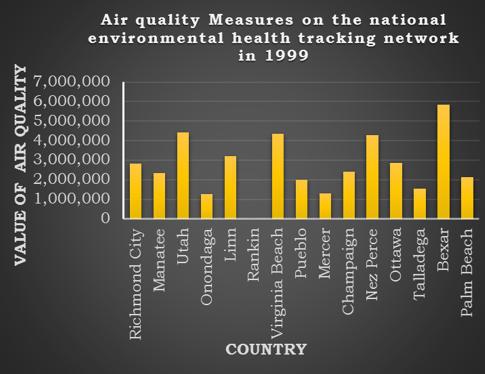 Air quality Measures on the national
environmental health tracking network
in 1999
VALUE OF  AIR QUALITY
7,000,000
6,000,000
5,000,000
4,000,000
3,000,000
2,000,000
1,000,000
0
Richmond City
Manatee
Utah
Onondaga
Linn
Rankin
Virginia Beach
Pueblo
Mercer
Champaign
Nez Perce
Ottawa
Talladega
Bexar
Palm Beach
COUNTRY